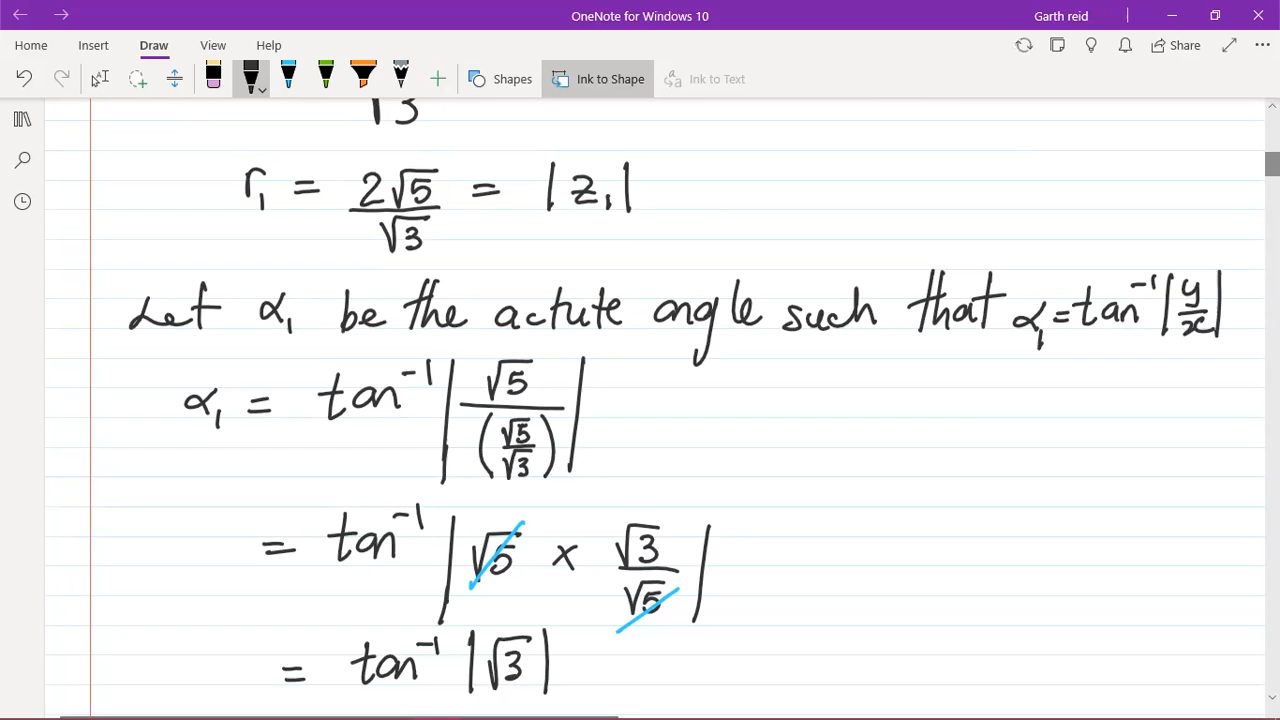 OneNote for Windows 10
Garth reid
Home Insert Draw View Help
Share
Shapes
Ink to Shape
Ink to Text
√3
r₁ = 2√5/√3 = |z₁|
Let α₁ be the actute angle such that α₁ = tan⁻¹|y/x|
α₁ = tan⁻¹|√5/(√5/√3)|
= tan⁻¹|√5 × √3/√5|
= tan⁻¹|√3|